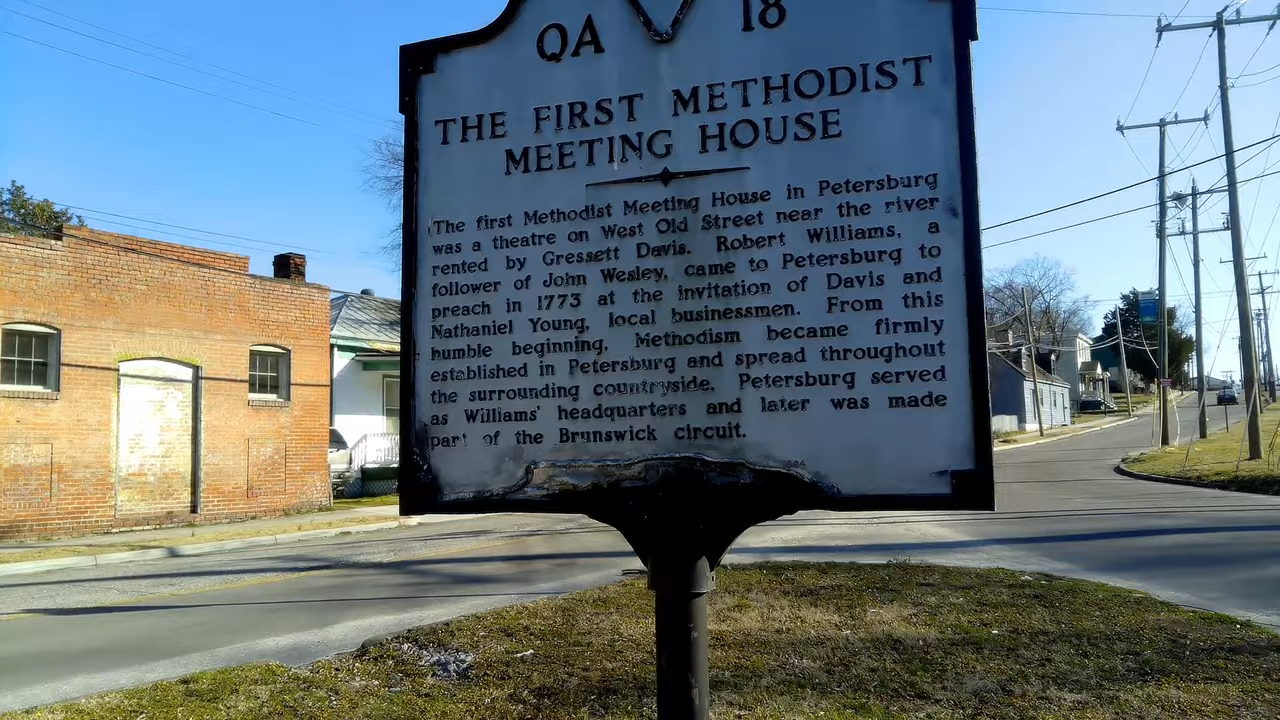 QA 18
THE FIRST METHODIST
MEETING HOUSE
The first Methodist Meeting House in Petersburg
was a theatre on West Old Street near the river
rented by Gressett Davis. Robert Williams, a
follower of John Wesley, came to Petersburg to
preach in 1773 at the invitation of Davis and
Nathaniel Young, local businessmen. From this
humble beginning, Methodism became firmly
established in Petersburg and spread throughout
the surrounding countryside. Petersburg served
as Williams' headquarters and later was made
part of the Brunswick circuit.